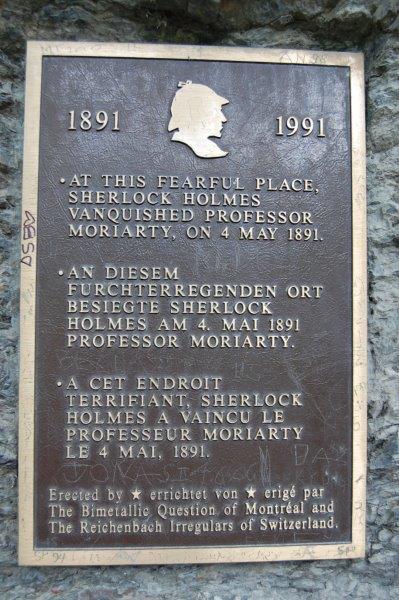 1891 1991
• AT THIS FEARFUL PLACE,
SHERLOCK HOLMES
VANQUISHED PROFESSOR
MORIARTY, ON 4 MAY 1891.
• AN DIESEM
FURCHTERREGENDEN ORT
BESIEGTE SHERLOCK
HOLMES AM 4. MAI 1891
PROFESSOR MORIARTY.
• A CET ENDROIT
TERRIFIANT, SHERLOCK
HOLMES A VAINCU LE
PROFESSEUR MORIARTY
LE 4 MAI, 1891.
Erected by ★ errichtet von ★ erigé par
The Bimetallic Question of Montréal and
The Reichenbach Irregulars of Switzerland.